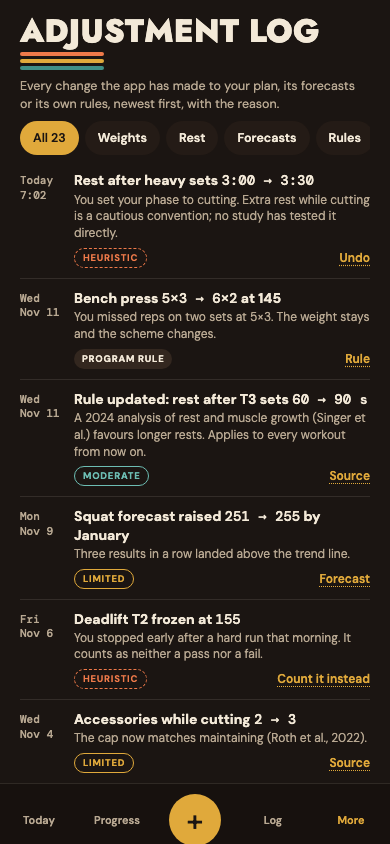 ADJUSTMENT LOG
Every change the app has made to your plan, its forecasts
or its own rules, newest first, with the reason.
All 23
Weights
Rest
Forecasts
Rules
Today
7:02
Rest after heavy sets 3:00 → 3:30
You set your phase to cutting. Extra rest while cutting
is a cautious convention; no study has tested it
directly.
HEURISTIC
Undo
Wed
Nov 11
Bench press 5×3 → 6×2 at 145
You missed reps on two sets at 5×3. The weight stays
and the scheme changes.
PROGRAM RULE
Rule
Wed
Nov 11
Rule updated: rest after T3 sets 60 → 90 s
A 2024 analysis of rest and muscle growth (Singer et
al.) favours longer rests. Applies to every workout
from now on.
MODERATE
Source
Mon
Nov 9
Squat forecast raised 251 → 255 by
January
Three results in a row landed above the trend line.
LIMITED
Forecast
Fri
Nov 6
Deadlift T2 frozen at 155
You stopped early after a hard run that morning. It
counts as neither a pass nor a fail.
HEURISTIC
Count it instead
Wed
Nov 4
Accessories while cutting 2 → 3
The cap now matches maintaining (Roth et al., 2022).
LIMITED
Source
Today
Progress
+
Log
More